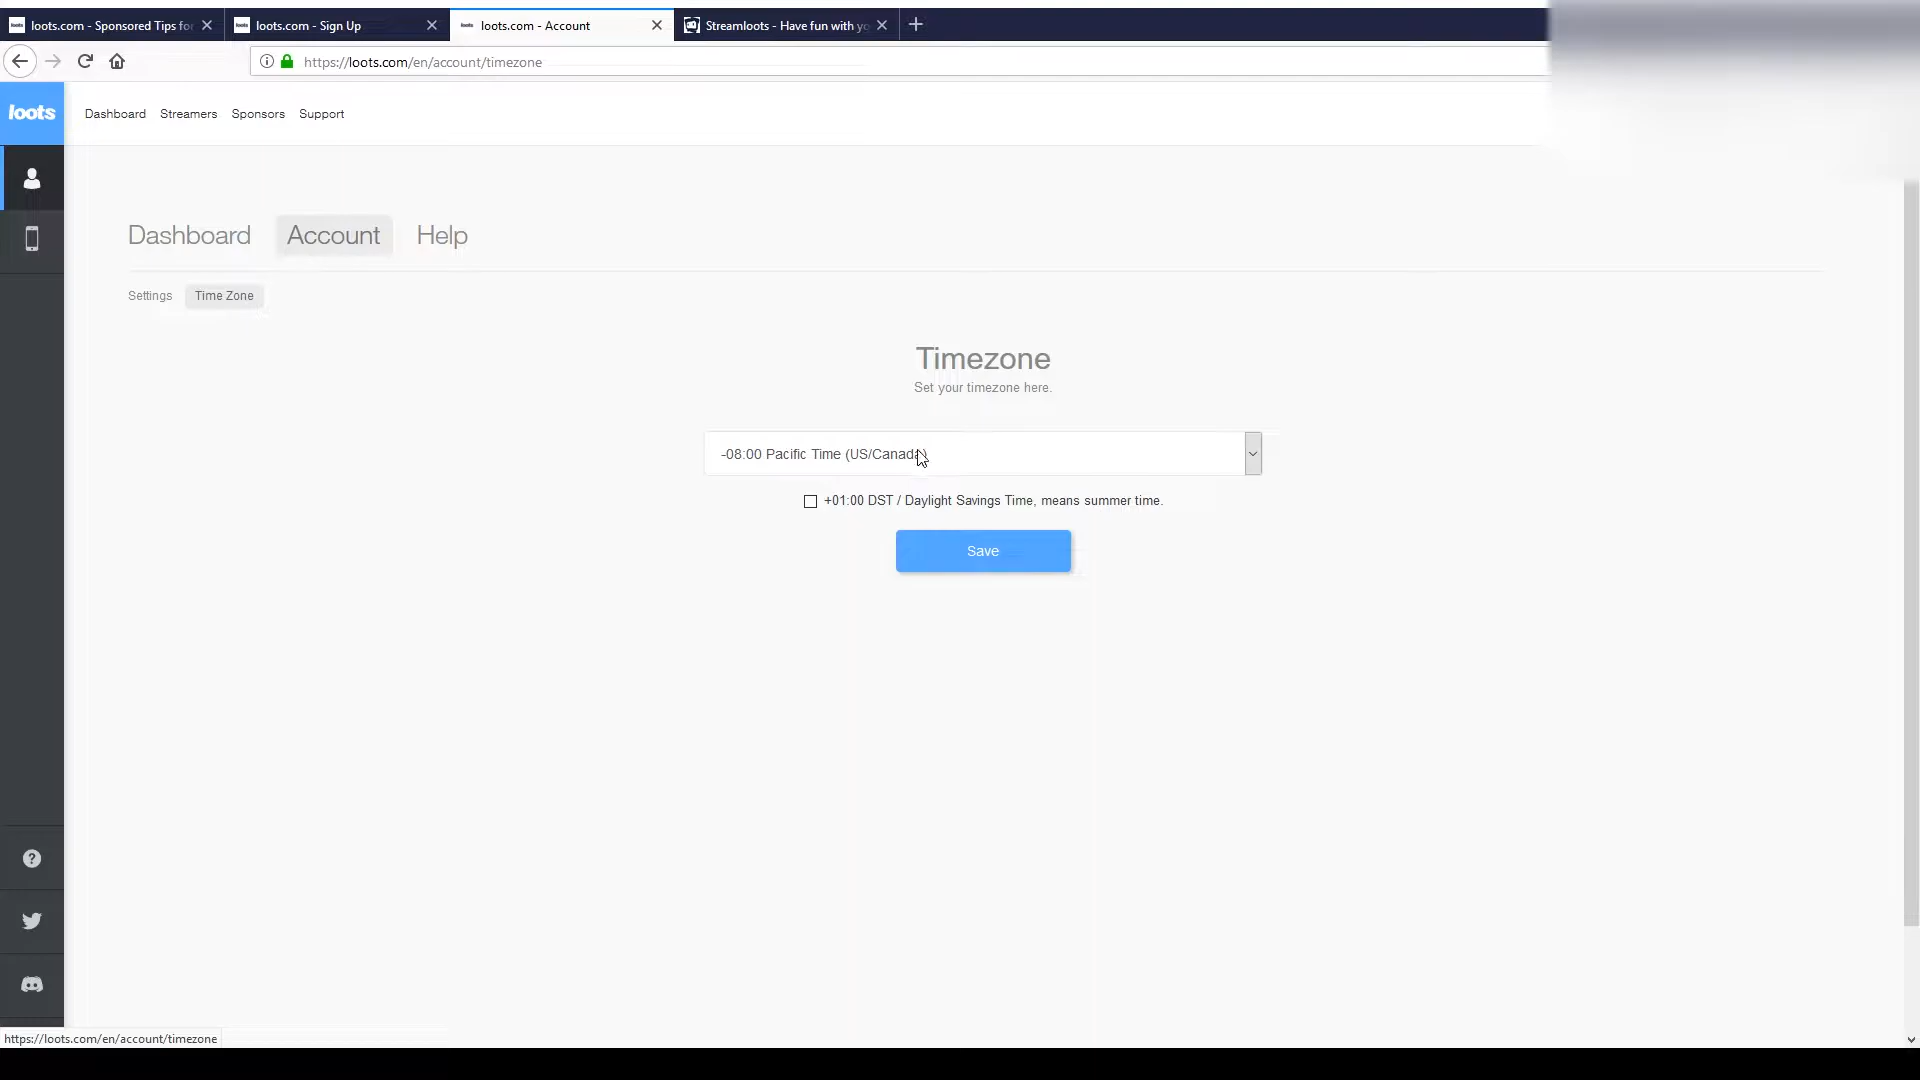 loots.com - Sponsored Tips fo
loots.com - Sign Up
loots.com - Account
Streamloots - Have fun with yo
https://loots.com/en/account/timezone
loots
Dashboard Streamers Sponsors Support
Dashboard Account Help
Settings Time Zone
Timezone
Set your timezone here.
-08:00 Pacific Time (US/Canada)
+01:00 DST / Daylight Savings Time, means summer time.
Save
https://loots.com/en/account/timezone